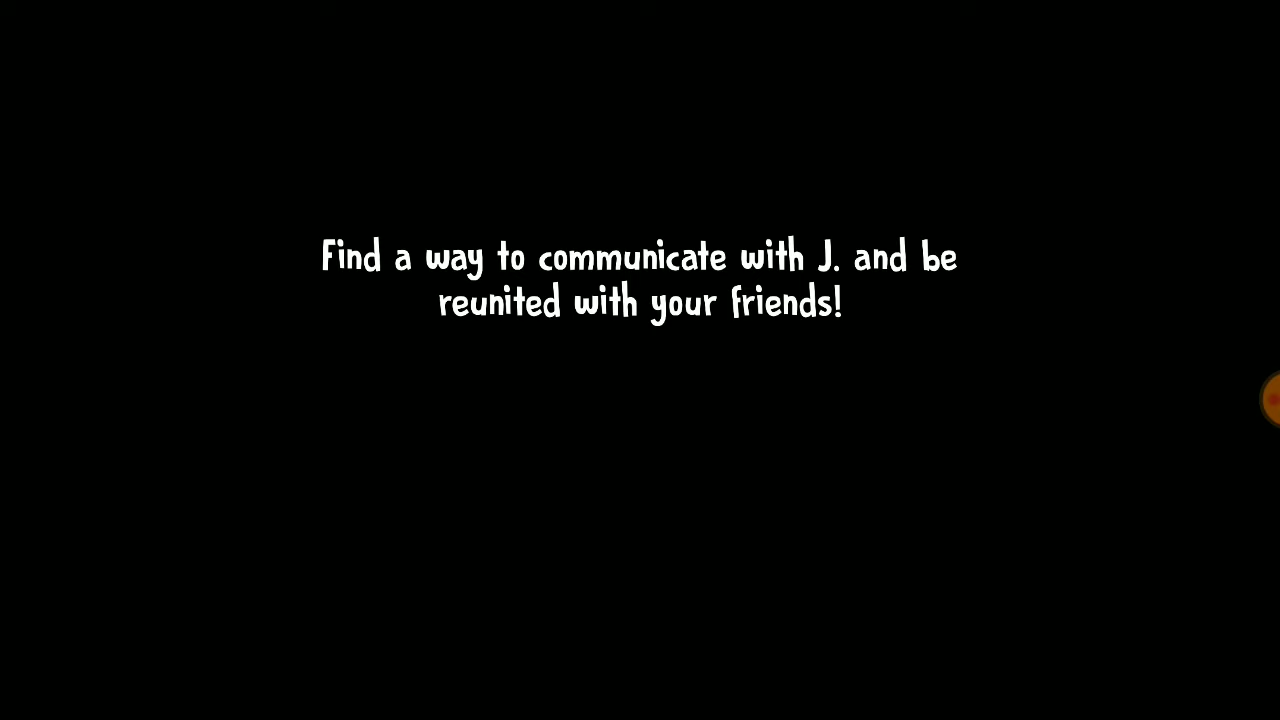 Find a way to communicate with J. and be
reunited with your friends!